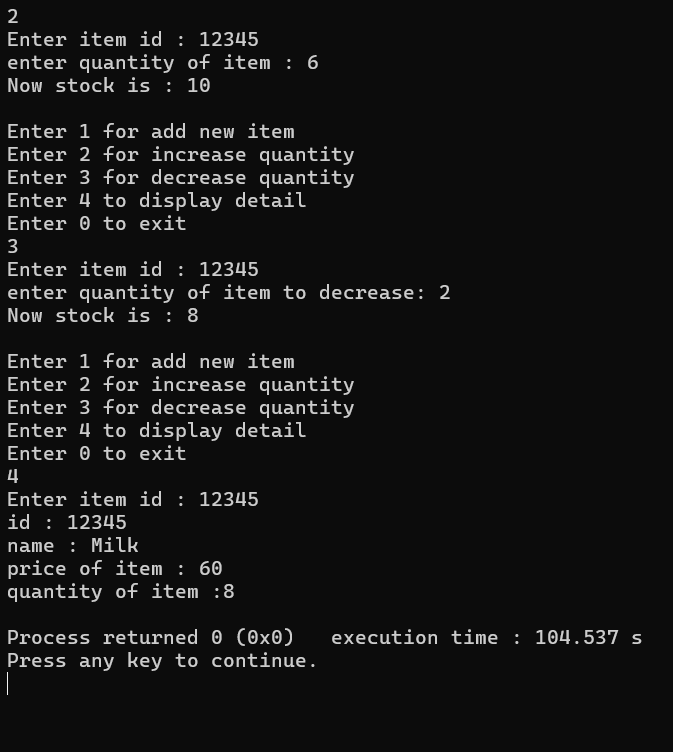 2
Enter item id : 12345
enter quantity of item : 6
Now stock is : 10
Enter 1 for add new item
Enter 2 for increase quantity
Enter 3 for decrease quantity
Enter 4 to display detail
Enter 0 to exit
3
Enter item id : 12345
enter quantity of item to decrease: 2
Now stock is : 8
Enter 1 for add new item
Enter 2 for increase quantity
Enter 3 for decrease quantity
Enter 4 to display detail
Enter 0 to exit
4
Enter item id : 12345
id : 12345
name : Milk
price of item : 60
quantity of item :8
Process returned 0 (0x0)   execution time : 104.537 s
Press any key to continue.